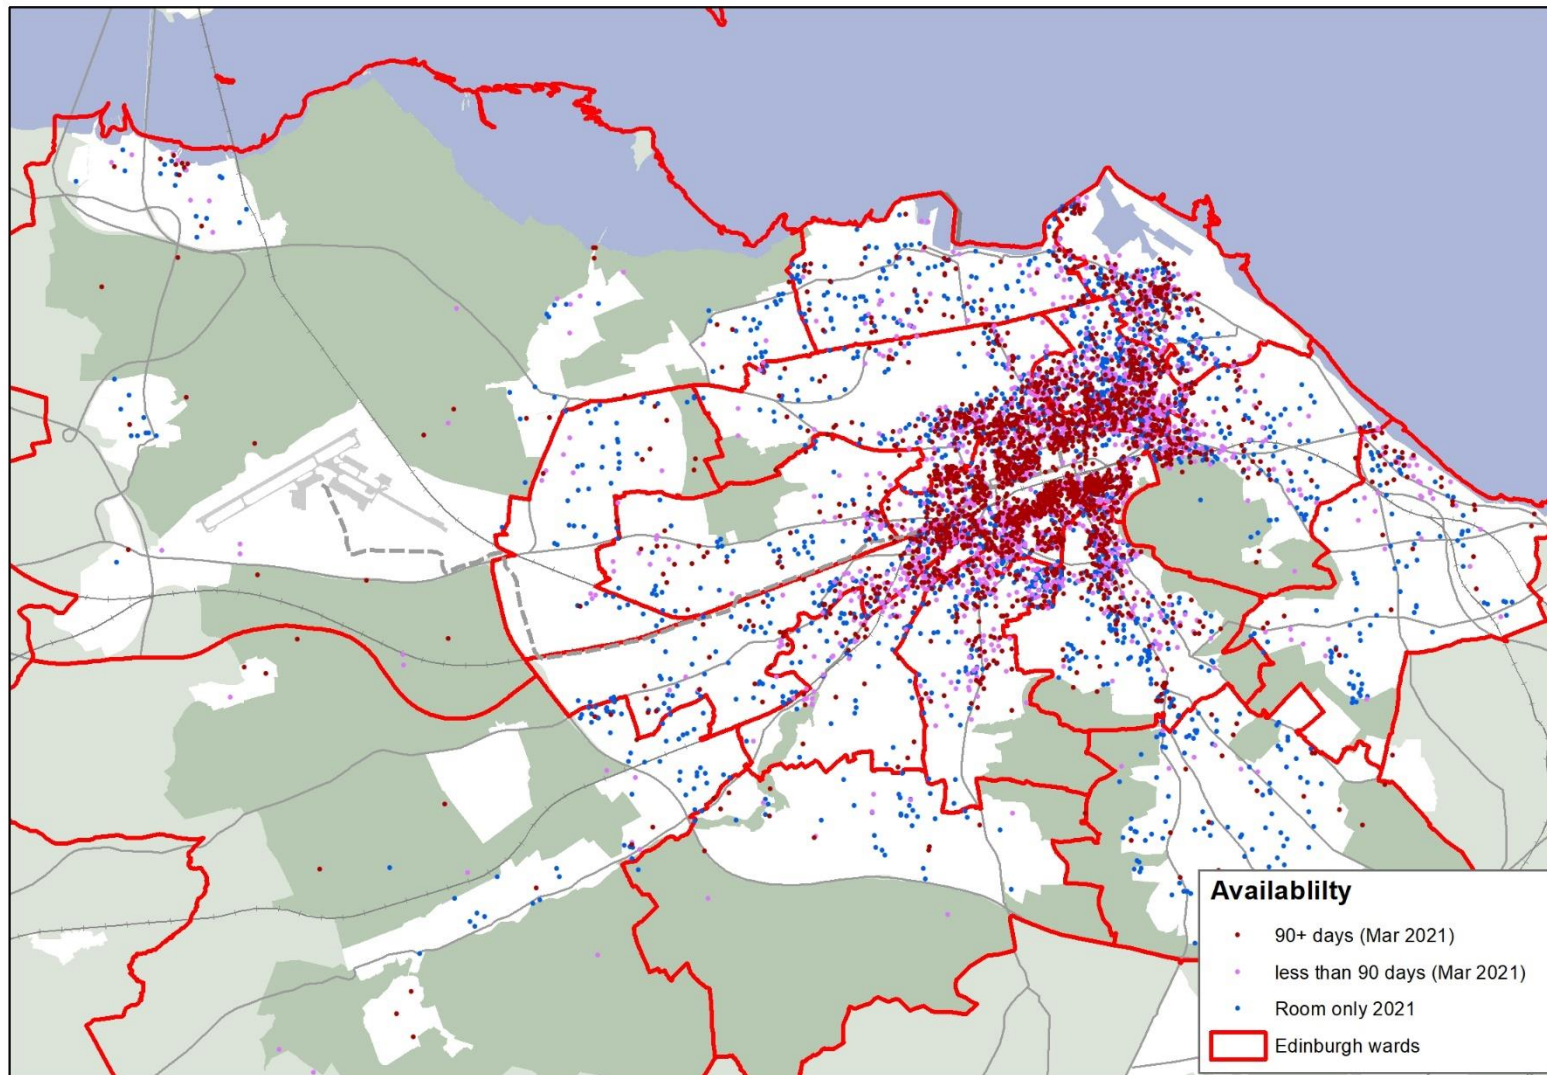 Availablilty
90+ days (Mar 2021)
less than 90 days (Mar 2021)
Room only 2021
Edinburgh wards